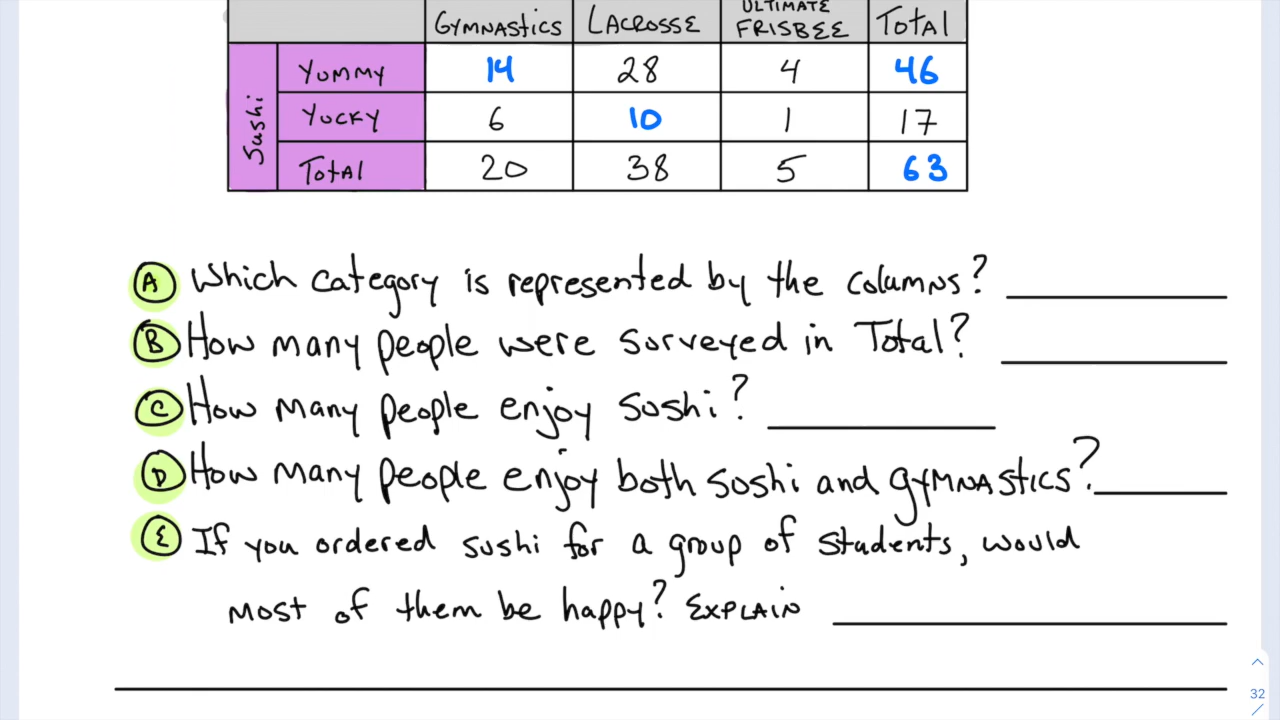 ULTIMATE
GYMNASTICS LACROSSE FRISBEE TOTAL
Sushi
YUMMY 14 28 4 46
YUCKY 6 10 1 17
TOTAL 20 38 5 63
A Which category is represented by the columns?
B How many people were surveyed in Total?
C How many people enjoy sushi?
D How many people enjoy both sushi and gymnastics?
E If you ordered sushi for a group of students, would
most of them be happy? EXPLAIN
32